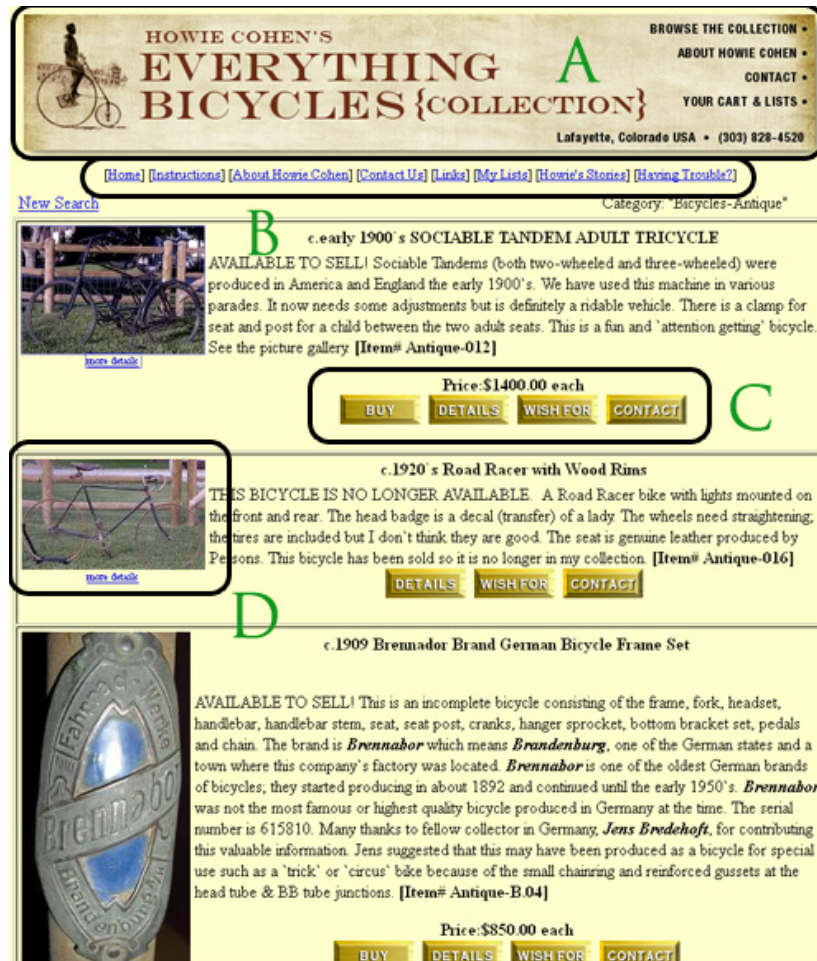 HOWIE COHEN'S
EVERYTHING
BICYCLES {COLLECTION}
A
BROWSE THE COLLECTION •
ABOUT HOWIE COHEN •
CONTACT •
YOUR CART & LISTS •
Lafayette, Colorado USA • (303) 828-4520
[Home] [Instructions] [About Howie Cohen] [Contact Us] [Links] [My Lists] [Howie's Stories] [Having Trouble?]
New Search
Category: "Bicycles-Antique"
B
c.early 1900`s SOCIABLE TANDEM ADULT TRICYCLE
AVAILABLE TO SELL! Sociable Tandems (both two-wheeled and three-wheeled) were
produced in America and England the early 1900`s. We have used this machine in various
parades. It now needs some adjustments but is definitely a ridable vehicle. There is a clamp for
seat and post for a child between the two adult seats. This is a fun and `attention getting` bicycle.
See the picture gallery. [Item# Antique-012]
more details
Price:$1400.00 each
BUY DETAILS WISH FOR CONTACT
C
c.1920`s Road Racer with Wood Rims
THIS BICYCLE IS NO LONGER AVAILABLE. A Road Racer bike with lights mounted on
the front and rear. The head badge is a decal (transfer) of a lady. The wheels need straightening;
the tires are included but I don`t think they are good. The seat is genuine leather produced by
Persons. This bicycle has been sold so it is no longer in my collection. [Item# Antique-016]
more details
DETAILS WISH FOR CONTACT
D
c.1909 Brennador Brand German Bicycle Frame Set
AVAILABLE TO SELL! This is an incomplete bicycle consisting of the frame, fork, headset,
handlebar, handlebar stem, seat, seat post, cranks, hanger sprocket, bottom bracket set, pedals
and chain. The brand is Brennabor which means Brandenburg, one of the German states and a
town where this company`s factory was located. Brennabor is one of the oldest German brands
of bicycles; they started producing in about 1892 and continued until the early 1950`s. Brennabor
was not the most famous or highest quality bicycle produced in Germany at the time. The serial
number is 615810. Many thanks to fellow collector in Germany, Jens Bredehoft, for contributing
this valuable information. Jens suggested that this may have been produced as a bicycle for special
use such as a `trick` or `circus` bike because of the small chainring and reinforced gussets at the
head tube & BB tube junctions. [Item# Antique-B.04]
Fahrrad-Werke
Brennabor
Brandenburg a/H
Price:$850.00 each
BUY DETAILS WISH FOR CONTACT